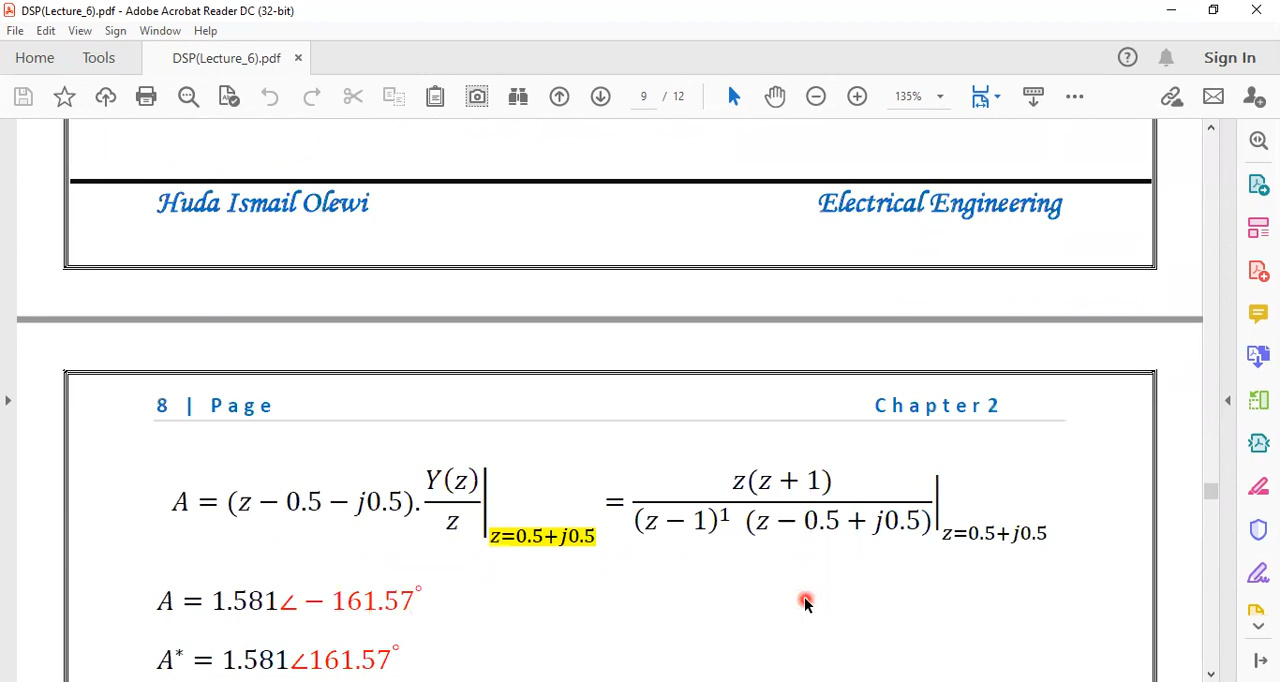 DSP(Lecture_6).pdf - Adobe Acrobat Reader DC (32-bit)
File Edit View Sign Window Help
Home Tools DSP(Lecture_6).pdf × Sign In
9 / 12 135%
Huda Ismail Olewi Electrical Engineering
8 | Page Chapter2
A = (z − 0.5 − j0.5). Y(z)/z |z=0.5+j0.5 = z(z + 1)/((z − 1)¹ (z − 0.5 + j0.5)) |z=0.5+j0.5
A = 1.581∠ − 161.57°
A* = 1.581∠161.57°